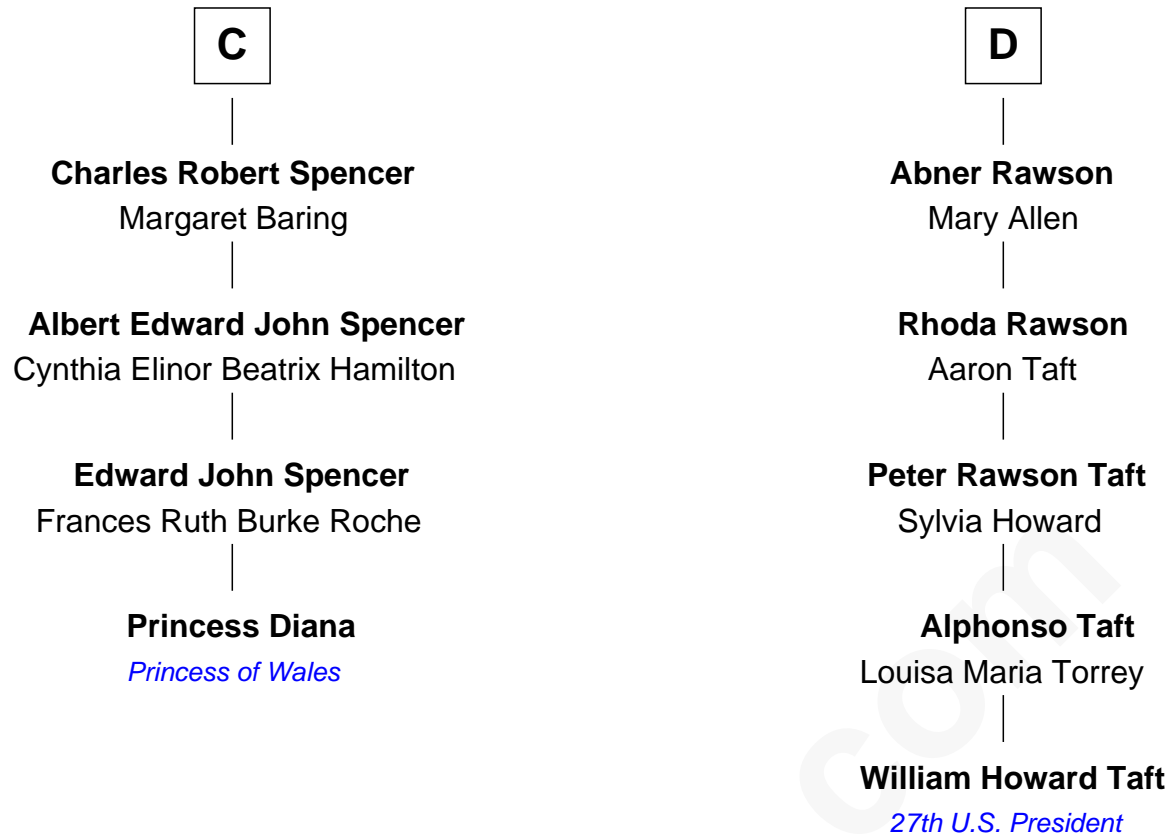 C
Charles Robert Spencer
Margaret Baring
Albert Edward John Spencer
Cynthia Elinor Beatrix Hamilton
Edward John Spencer
Frances Ruth Burke Roche
Princess Diana
Princess of Wales
D
Abner Rawson
Mary Allen
Rhoda Rawson
Aaron Taft
Peter Rawson Taft
Sylvia Howard
Alphonso Taft
Louisa Maria Torrey
William Howard Taft
27th U.S. President
com